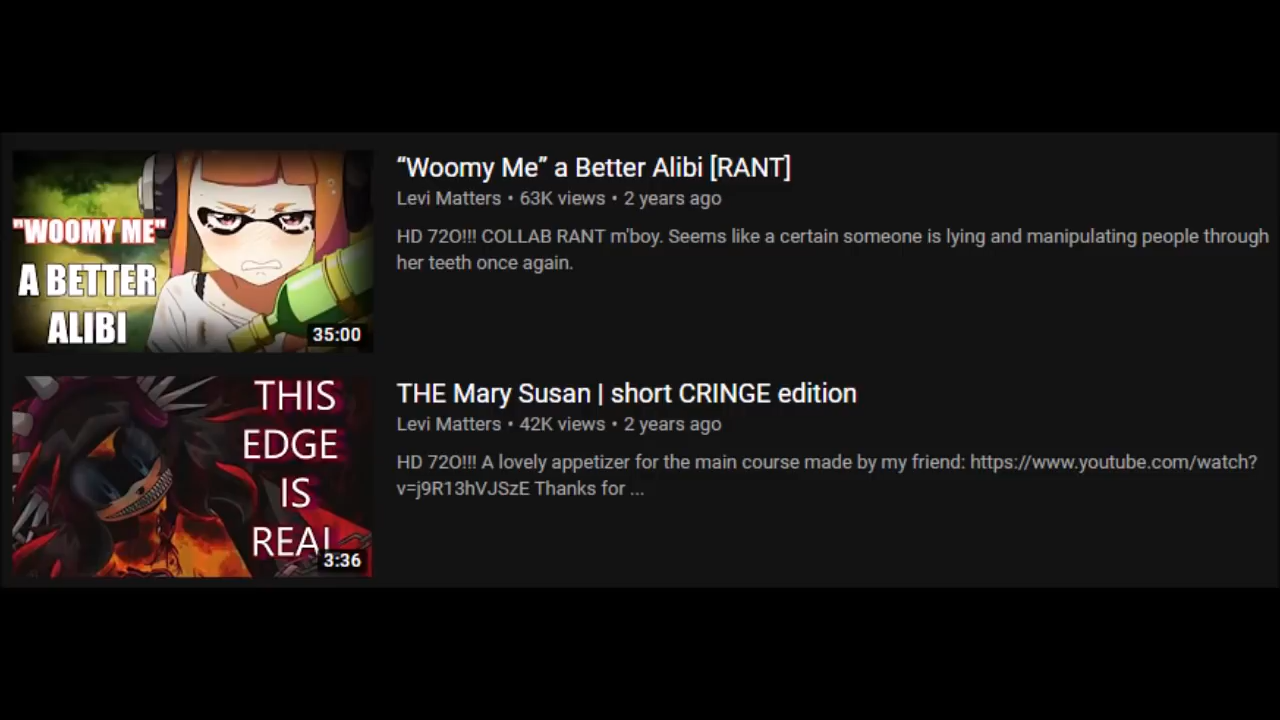 "WOOMY ME"
A BETTER
ALIBI
35:00
“Woomy Me” a Better Alibi [RANT]
Levi Matters • 63K views • 2 years ago
HD 72O!!! COLLAB RANT m'boy. Seems like a certain someone is lying and manipulating people through
her teeth once again.
THIS
EDGE
IS
REAL
3:36
THE Mary Susan | short CRINGE edition
Levi Matters • 42K views • 2 years ago
HD 72O!!! A lovely appetizer for the main course made by my friend: https://www.youtube.com/watch?
v=j9R13hVJSzE Thanks for ...